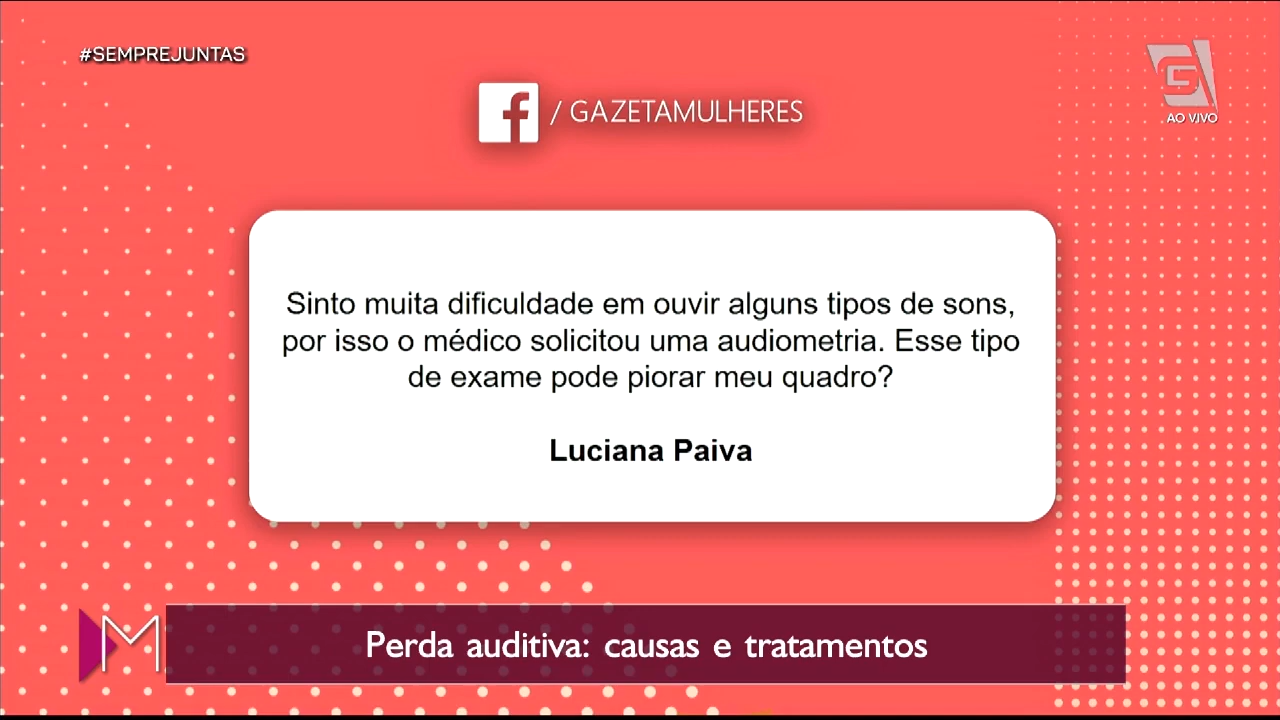 #SEMPREJUNTAS
/ GAZETAMULHERES
G
AO VIVO
Sinto muita dificuldade em ouvir alguns tipos de sons,
por isso o médico solicitou uma audiometria. Esse tipo
de exame pode piorar meu quadro?
Luciana Paiva
M
Perda auditiva: causas e tratamentos